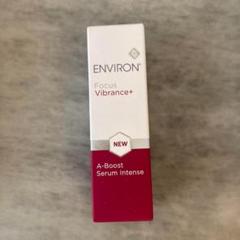 ENVIRON®
Focus
Vibrance+
NEW
A-Boost
Serum Intense